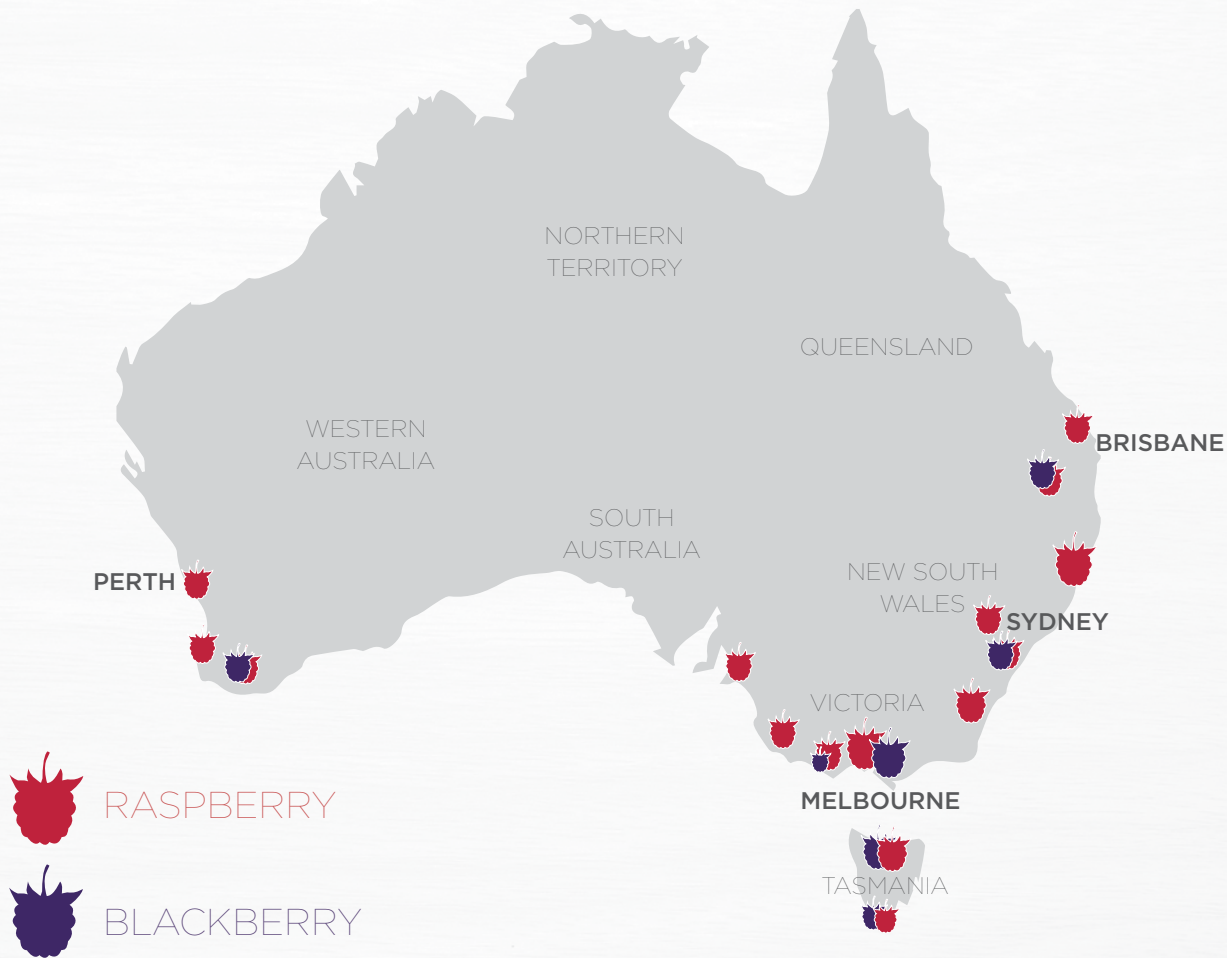 NORTHERN
TERRITORY
QUEENSLAND
WESTERN
AUSTRALIA
BRISBANE
SOUTH
AUSTRALIA
NEW SOUTH
WALES
PERTH
SYDNEY
VICTORIA
MELBOURNE
TASMANIA
RASPBERRY
BLACKBERRY